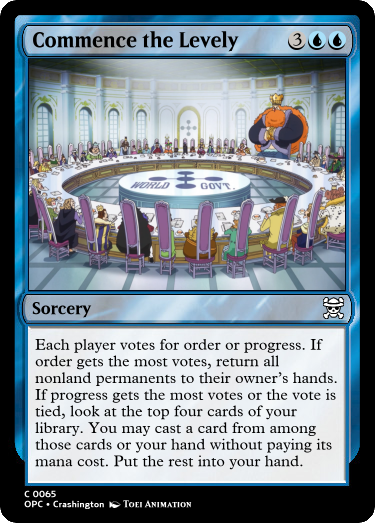 Commence the Levely 3
WORLD GOVT.
Sorcery
Each player votes for order or progress. If
order gets the most votes, return all
nonland permanents to their owner's hands.
If progress gets the most votes or the vote is
tied, look at the top four cards of your
library. You may cast a card from among
those cards or your hand without paying its
mana cost. Put the rest into your hand.
C 0065
OPC • Crashington Toei Animation